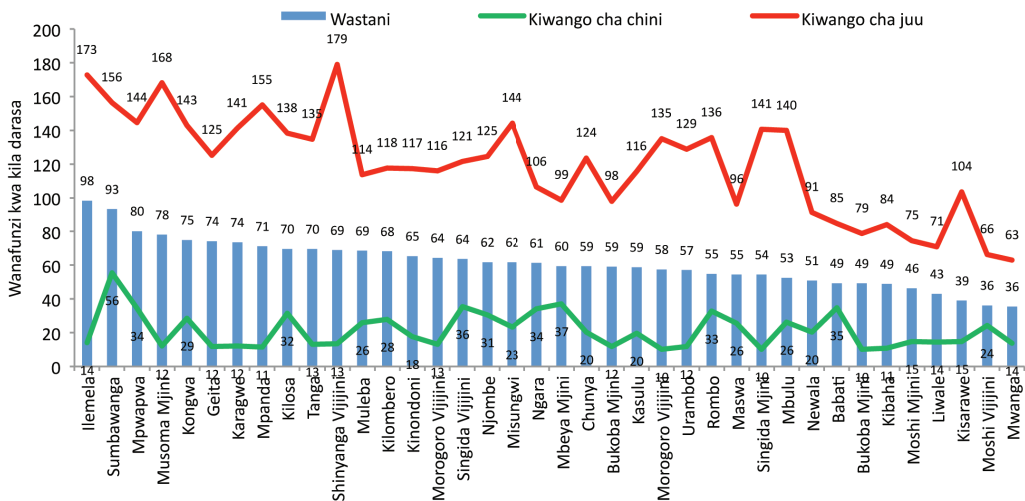 Wastani Kiwango cha chini Kiwango cha juu
Wanafunzi kwa kila darasa
200
180
160
140
120
100
80
60
40
20
0
173 156 144 168 143 125 141 155 138 135 179 114 118 117 116 121 125 144 106 99 124 98 116 135 129 136 96 141 140 91 85 79 84 75 71 104 66 63
98 93 80 78 75 74 74 71 70 70 69 69 68 65 64 64 62 62 61 60 59 59 59 58 57 55 55 54 53 51 49 49 49 46 43 39 36 36
14 56 34 12 29 12 12 11 32 13 13 26 28 18 13 36 31 23 34 37 20 12 20 10 12 33 26 10 26 20 35 10 11 15 14 15 24 14
Ilemela
Sumbawanga
Mpwapwa
Musoma Mjini
Kongwa
Geita
Karagwe
Mpanda
Kilosa
Tanga
Shinyanga Vijijini
Muleba
Kilombero
Kinondoni
Morogoro Vijijini
Singida Vijijini
Njombe
Misungwi
Ngara
Mbeya Mjini
Chunya
Bukoba Mjini
Kasulu
Morogoro Vijijini
Urambo
Rombo
Maswa
Singida Mjini
Mbulu
Newala
Babati
Bukoba Mjini
Kibaha
Moshi Mjini
Liwale
Kisarawe
Moshi Vijijini
Mwanga